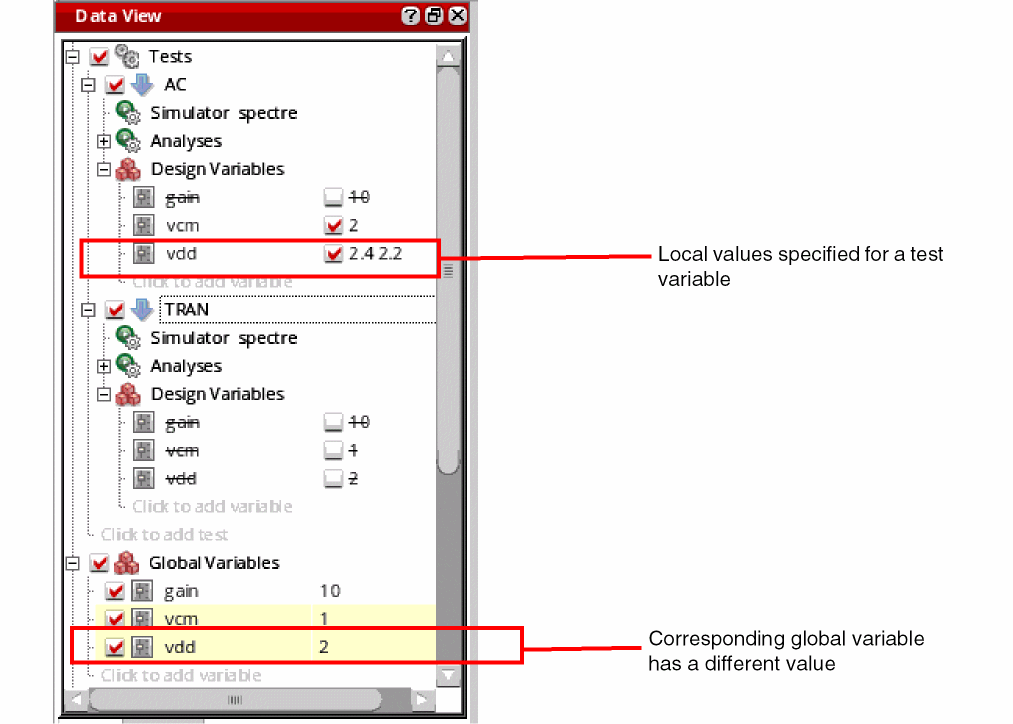 Data View
Tests
AC
Simulator spectre
Analyses
Design Variables
gain 10
vcm 2
vdd 2.4 2.2
Click to add variable
TRAN
Simulator spectre
Analyses
Design Variables
gain 10
vcm 1
vdd 2
Click to add variable
Click to add test
Global Variables
gain 10
vcm 1
vdd 2
Click to add variable
Local values specified for a test
variable
Corresponding global variable
has a different value